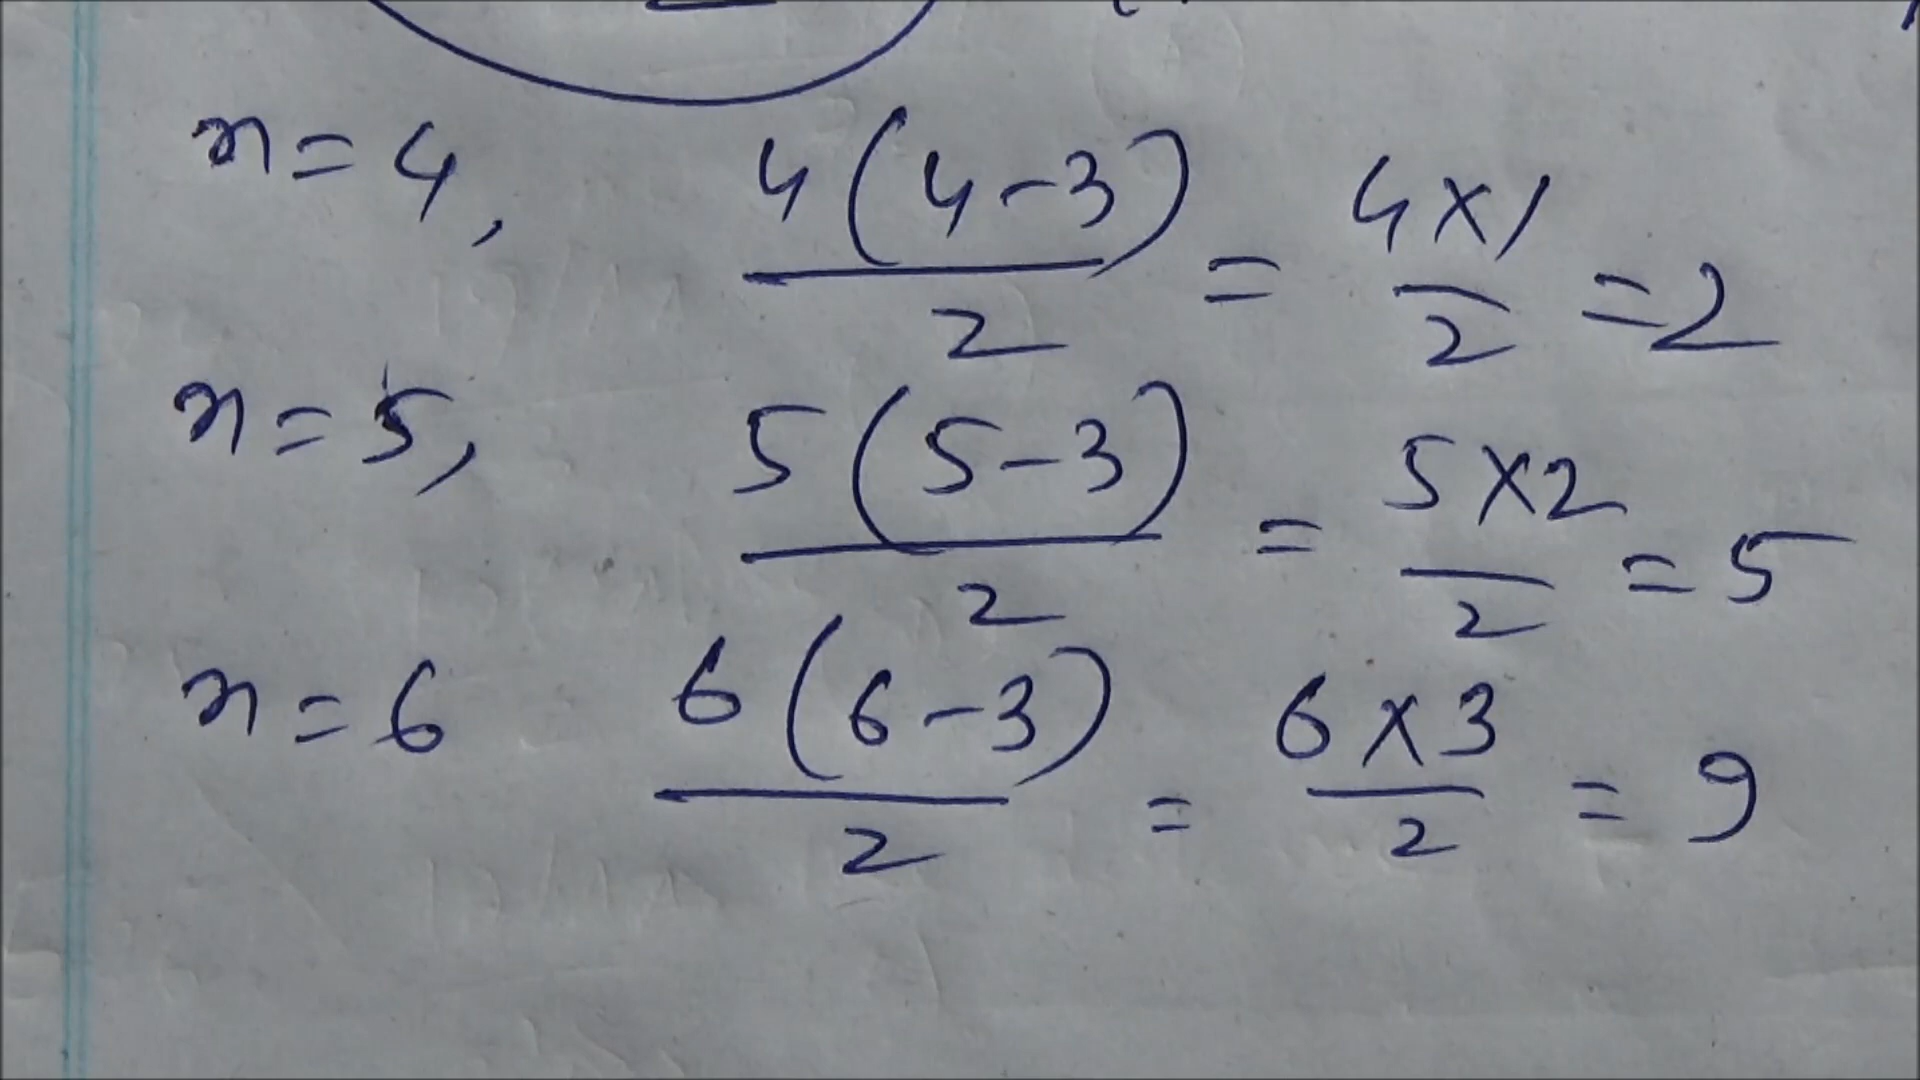 n = 4, 4(4-3)/2 = 4×1/2 = 2
n = 5, 5(5-3)/2 = 5×2/2 = 5
n = 6 6(6-3)/2 = 6×3/2 = 9